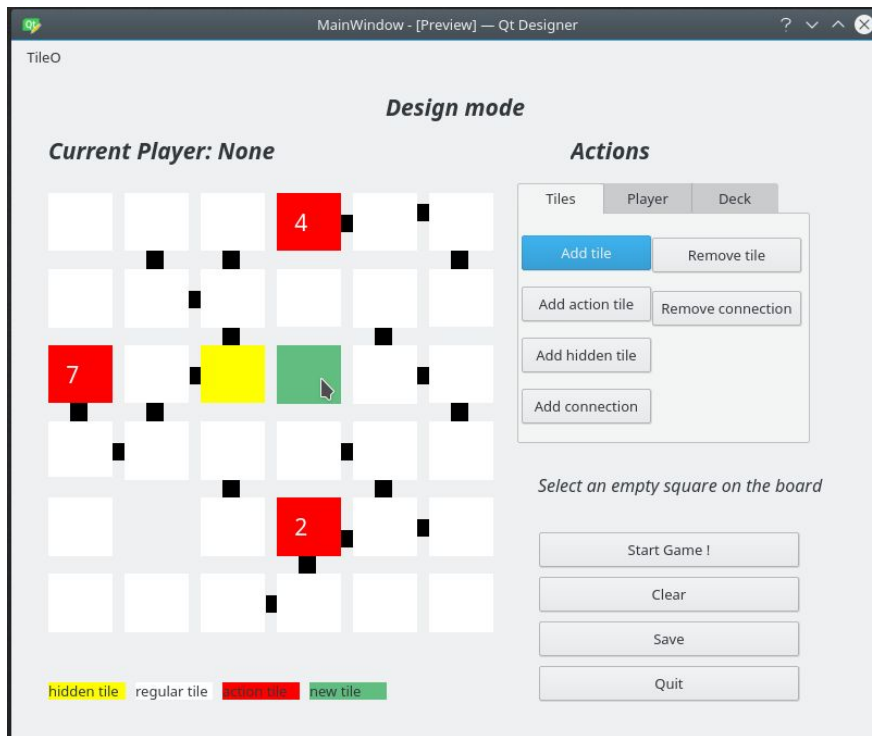 MainWindow - [Preview] — Qt Designer
TileO
Design mode
Current Player: None
Actions
Tiles Player Deck
Add tile Remove tile
Add action tile Remove connection
Add hidden tile
Add connection
4
7
2
Select an empty square on the board
Start Game !
Clear
Save
Quit
hidden tile regular tile action tile new tile